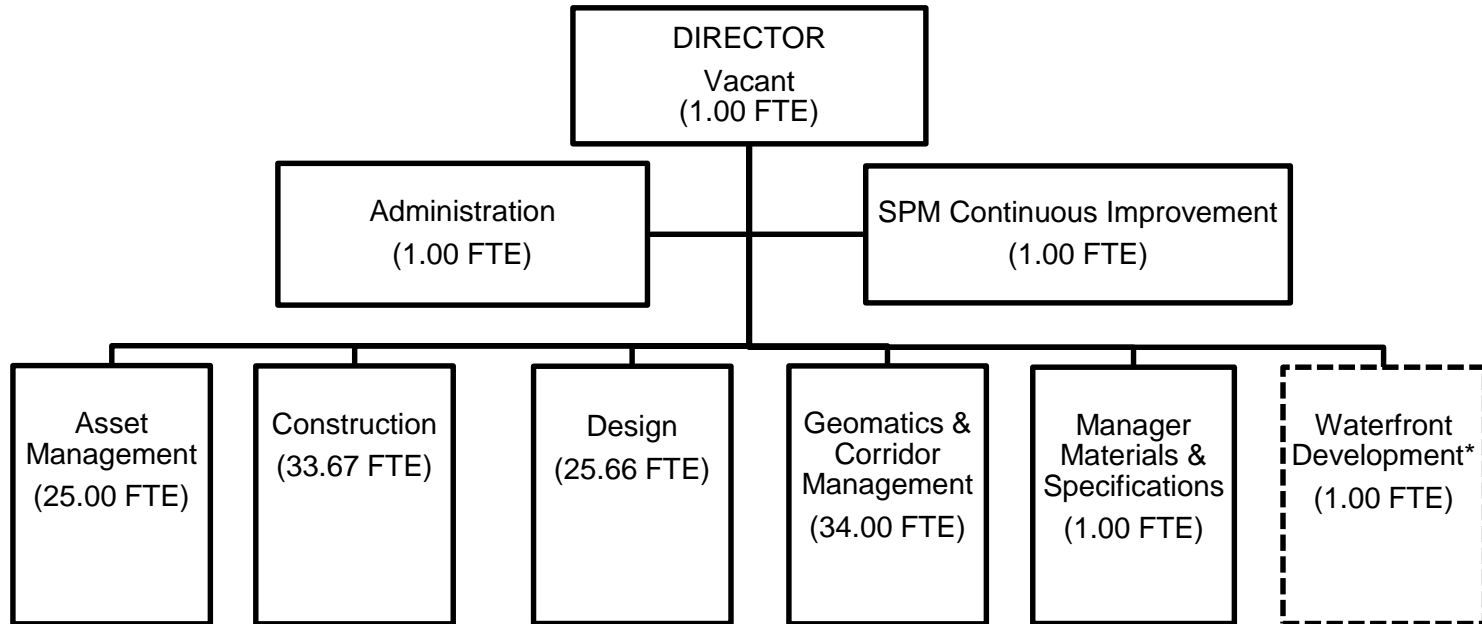 DIRECTOR
Vacant
(1.00 FTE)
Administration
(1.00 FTE)
SPM Continuous Improvement
(1.00 FTE)
Asset
Management
(25.00 FTE)
Construction
(33.67 FTE)
Design
(25.66 FTE)
Geomatics &
Corridor
Management
(34.00 FTE)
Manager
Materials &
Specifications
(1.00 FTE)
Waterfront
Development*
(1.00 FTE)